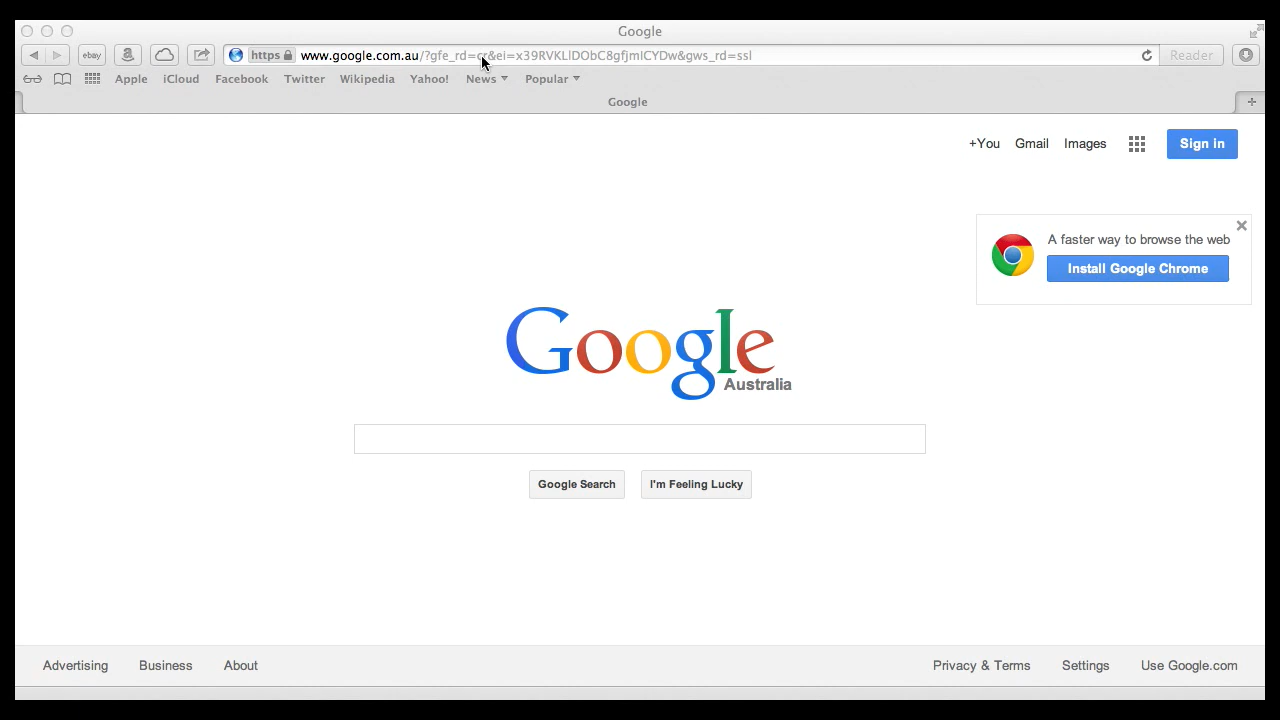 Google
ebay
https www.google.com.au/?gfe_rd=cr&ei=x39RVKLlDObC8gfjmICYDw&gws_rd=ssl
Reader
Apple iCloud Facebook Twitter Wikipedia Yahoo! News Popular
Google
+You Gmail Images Sign in
A faster way to browse the web
Install Google Chrome
Google
Australia
Google Search I'm Feeling Lucky
Advertising Business About Privacy & Terms Settings Use Google.com